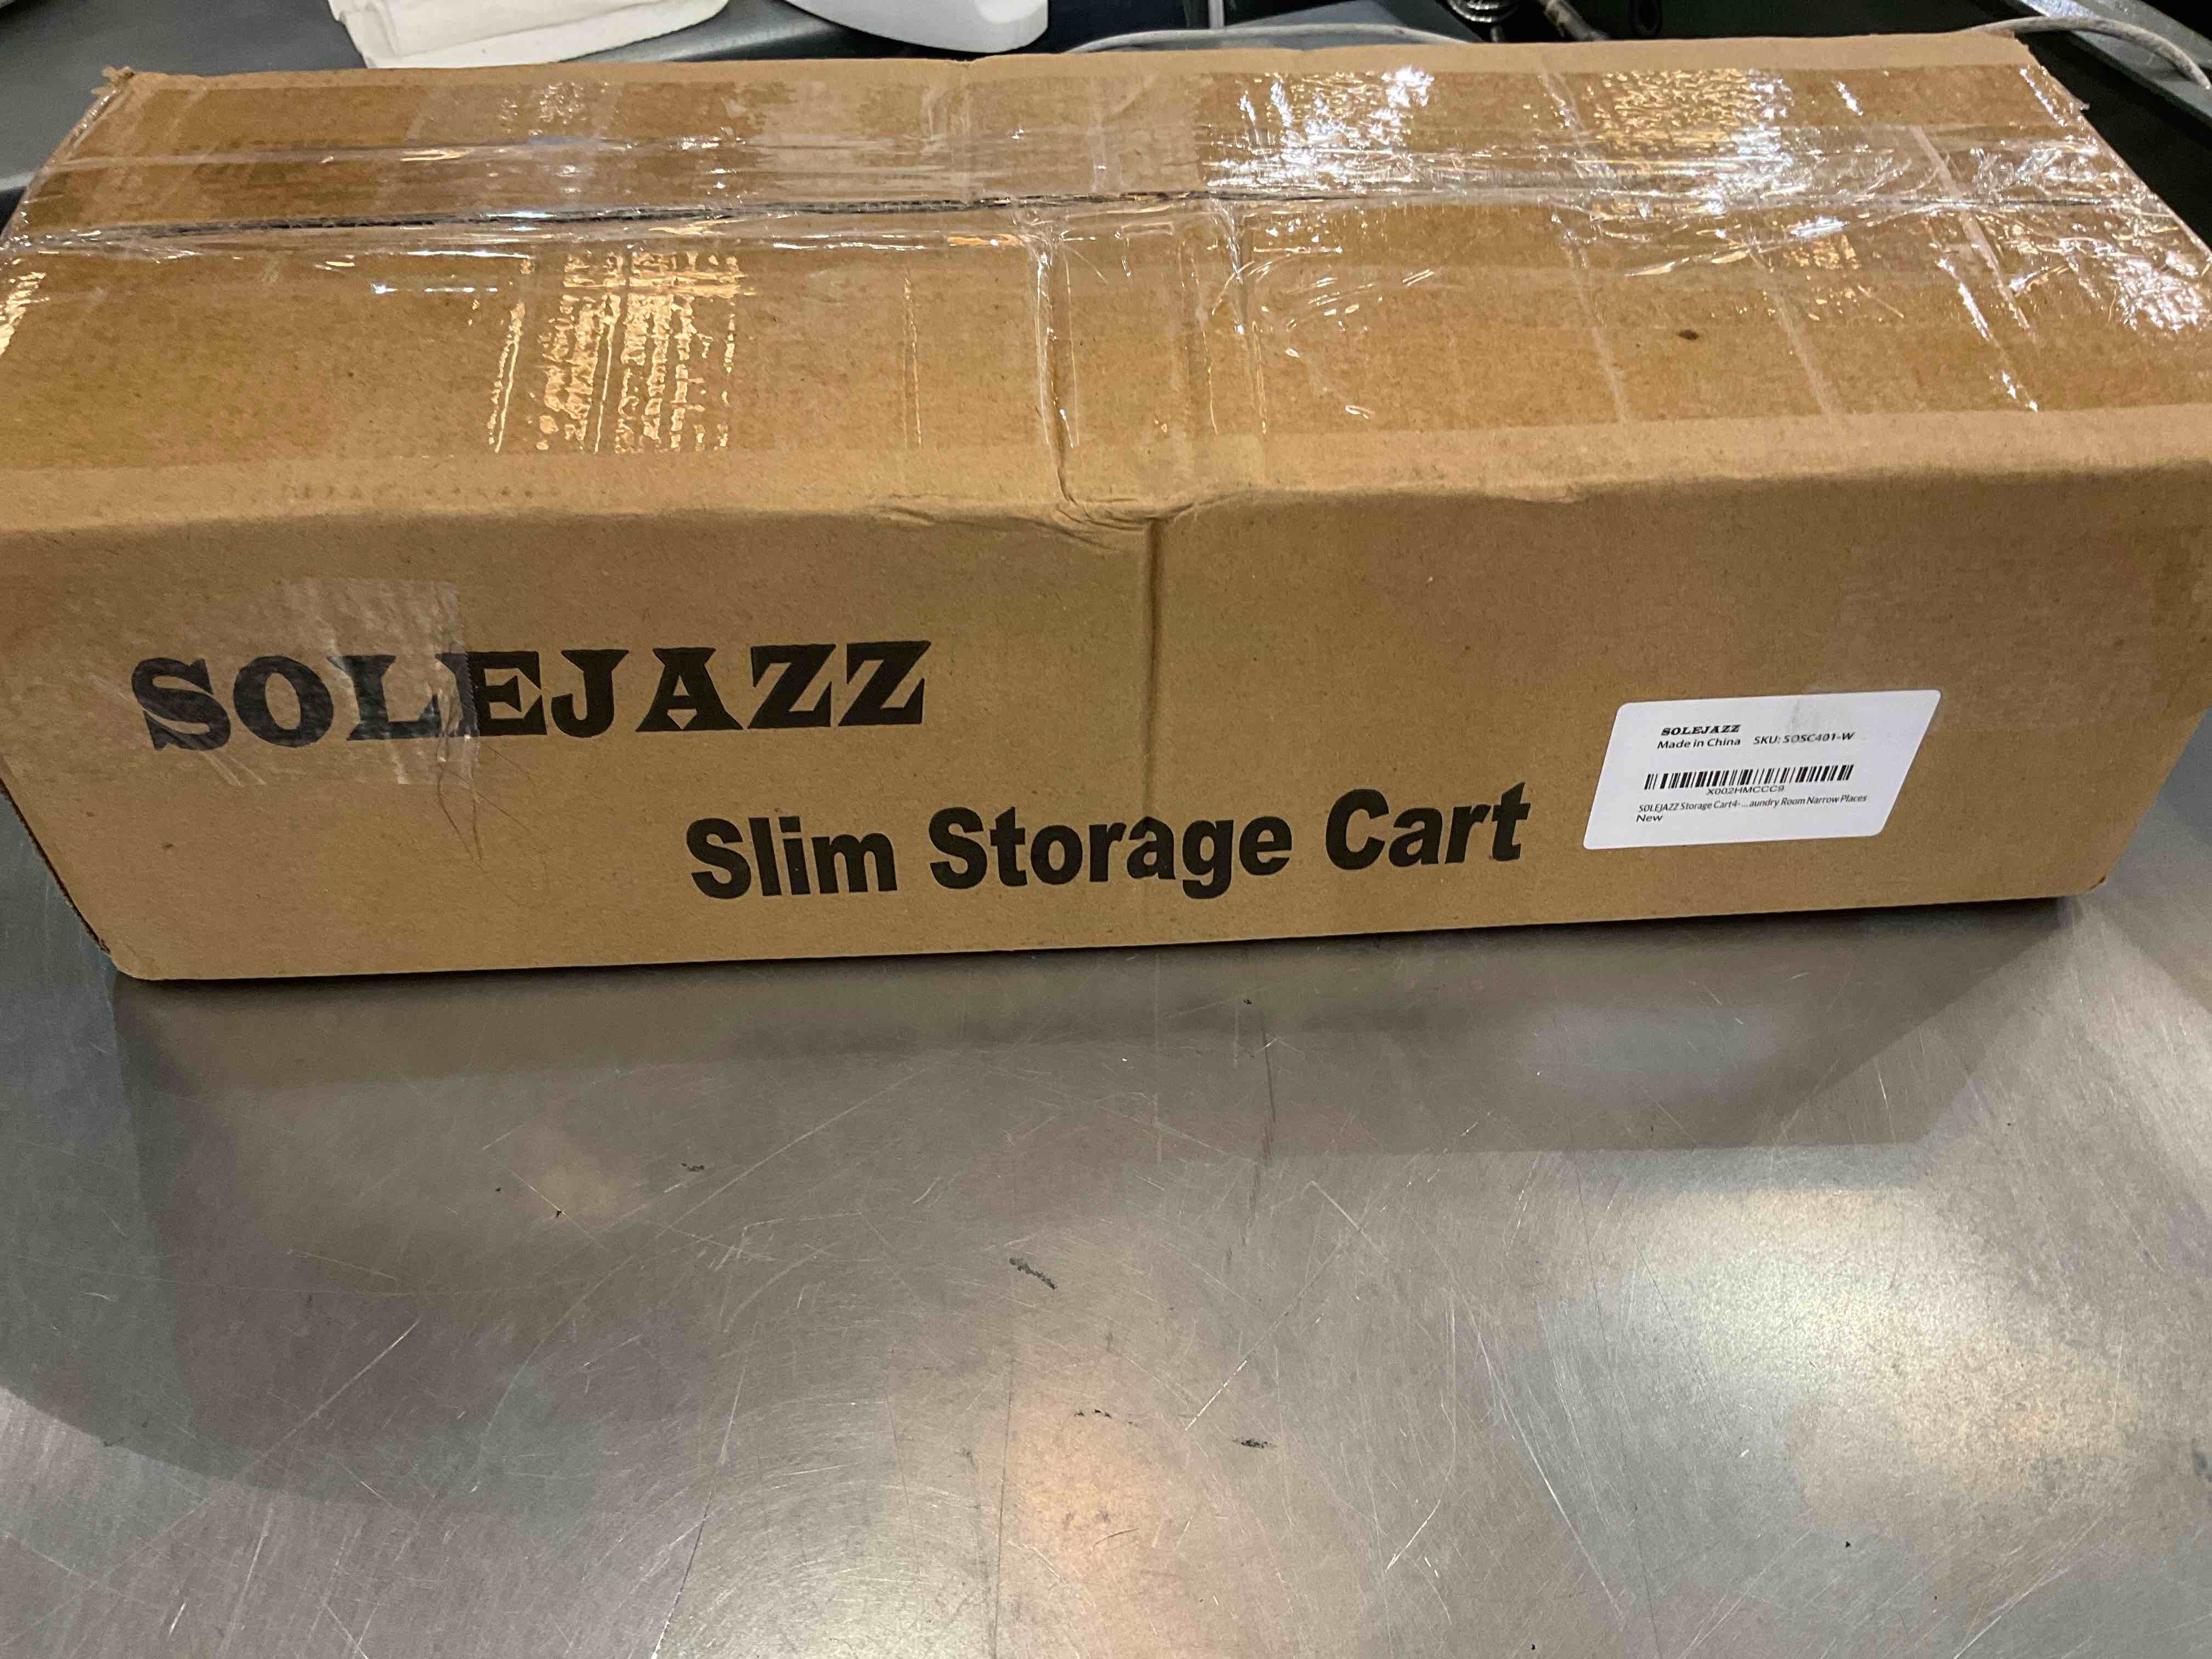 SOLEJAZZ
Slim Storage Cart
SOLEJAZZ
Made in China SKU: SOSC401-W
X002HMCCC9
SOLEJAZZ Storage Cart4-...aundry Room Narrow Places
New